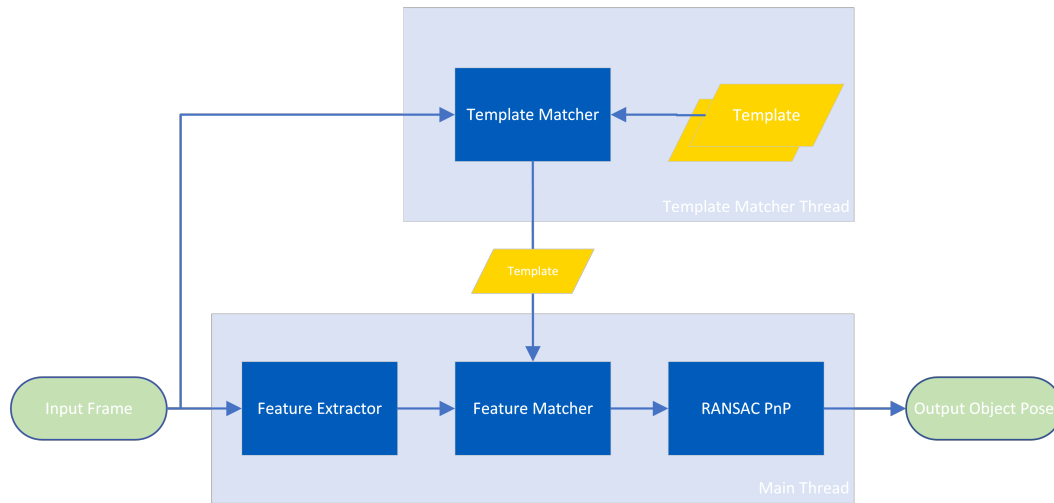 Template Matcher
Template
Template Matcher Thread
Template
Input Frame
Feature Extractor
Feature Matcher
RANSAC PnP
Output Object Pose
Main Thread